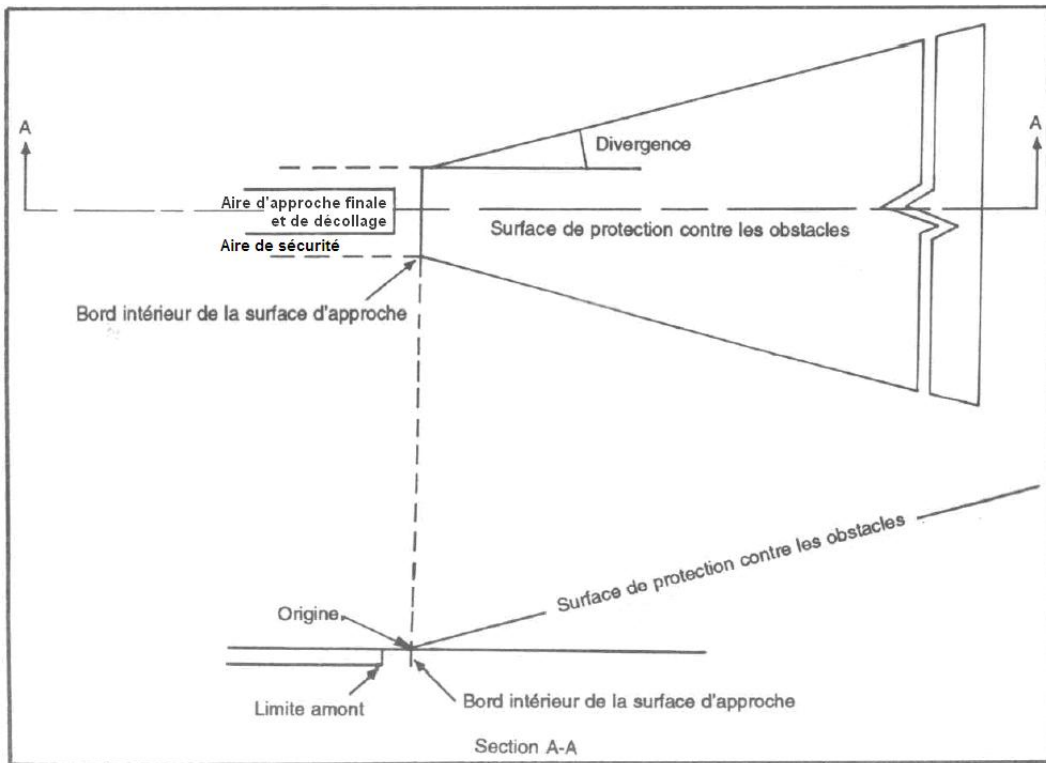 A
A
Divergence
Aire d'approche finale
et de décollage
Surface de protection contre les obstacles
Aire de sécurité
Bord intérieur de la surface d'approche
Surface de protection contre les obstacles
Origine
Limite amont
Bord intérieur de la surface d'approche
Section A-A